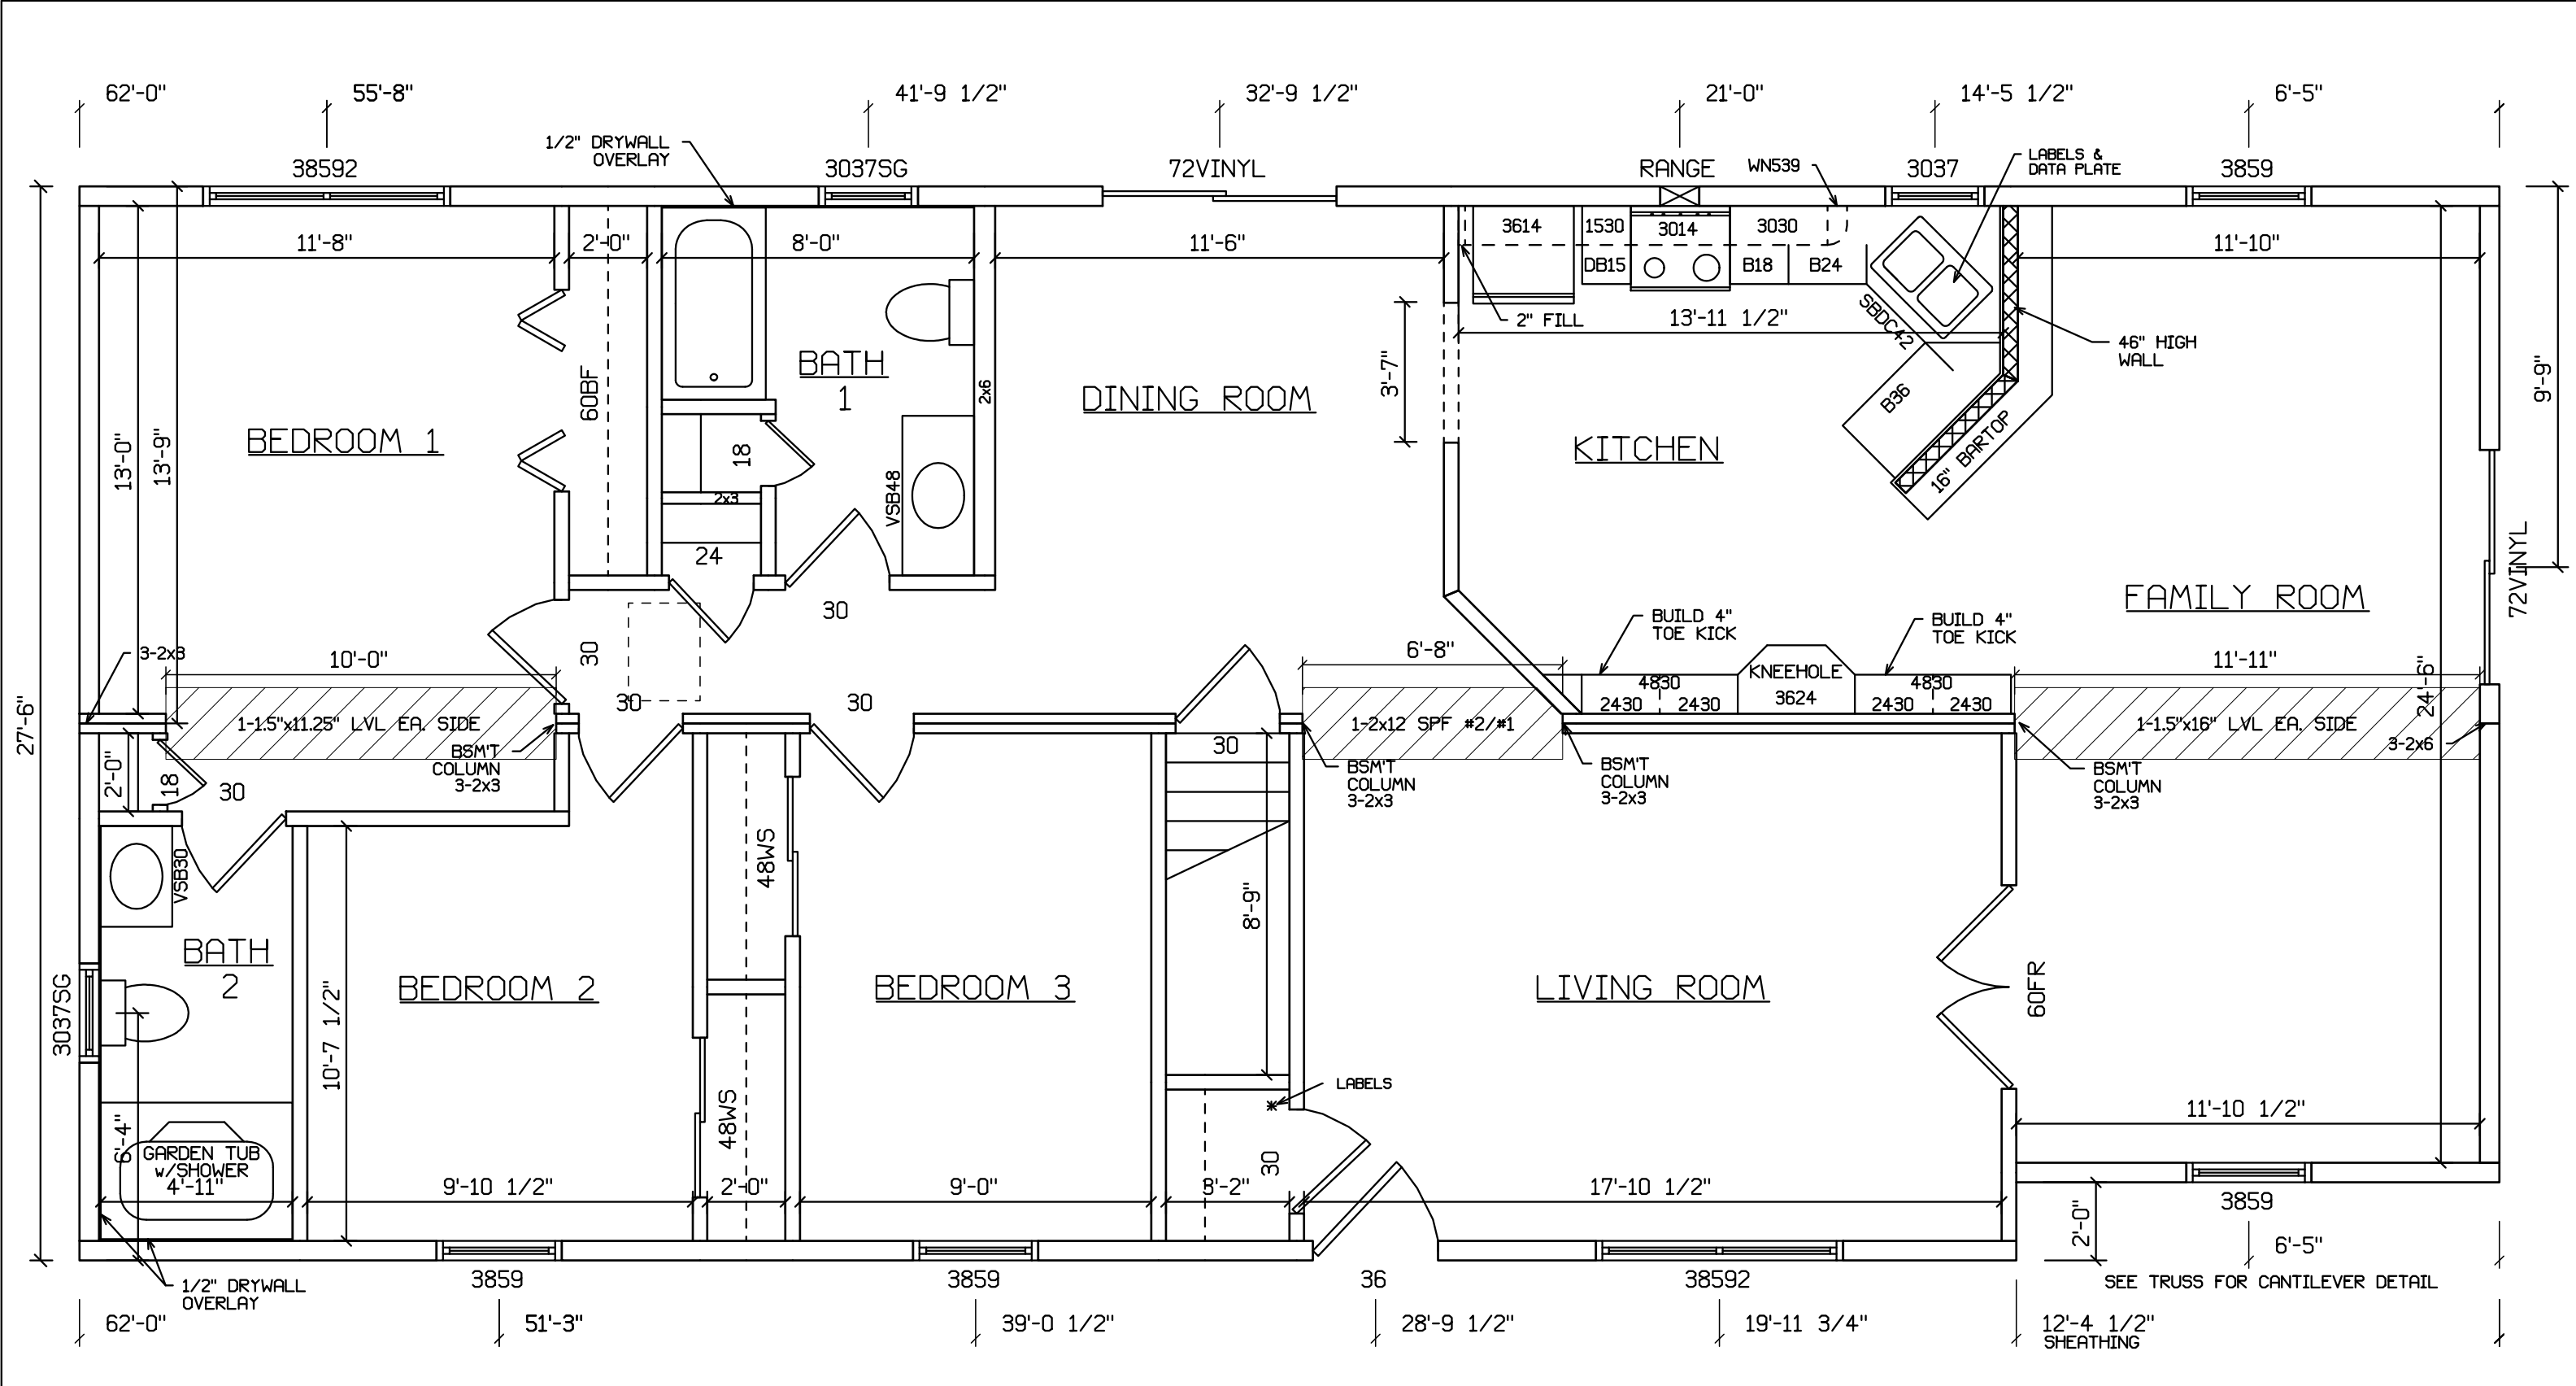 62'-0" 55'-8" 41'-9 1/2" 32'-9 1/2" 21'-0" 14'-5 1/2" 6'-5"
1/2" DRYWALL
OVERLAY
38592 3037SG 72VINYL RANGE WN539 3037
LABELS &
DATA PLATE
3859
3614 1530 3014 3030
11'-8" 2'-0" 8'-0" 11'-6" 11'-10"
DB15 B18 B24
2" FILL
13'-11 1/2"
SBDC42
46" HIGH
WALL
3'-7"
9'-9"
60BF
BATH
1
2x6
DINING ROOM
B36
BEDROOM 1
13'-0"
13'-9"
18
KITCHEN
16" BARTOP
2x3
VSB48
24
72VINYL
30
FAMILY ROOM
BUILD 4"
TOE KICK
BUILD 4"
TOE KICK
3-2x3
10'-0"
30
6'-8"
KNEEHOLE
3624
11'-11"
24'-6"
30
30
4830
2430 2430
4830
2430 2430
27'-6"
1-1.5"x11.25" LVL EA. SIDE
1-2x12 SPF #2/#1
1-1.5"x16" LVL EA. SIDE
3-2x6
BSM'T
COLUMN
3-2x3
30
BSM'T
COLUMN
3-2x3
BSM'T
COLUMN
3-2x3
BSM'T
COLUMN
3-2x3
2'-0"
18
30
VSB30
48WS
8'-9"
BATH
2
BEDROOM 2
BEDROOM 3
LIVING ROOM
60FR
3037SG
10'-7 1/2"
LABELS
48WS
11'-10 1/2"
6'-4"
GARDEN TUB
w/SHOWER
30
4'-11" 9'-10 1/2" 2'-0" 9'-0" 3'-2" 17'-10 1/2"
3859
2'-0"
6'-5"
1/2" DRYWALL
OVERLAY
3859 3859 36 38592
SEE TRUSS FOR CANTILEVER DETAIL
62'-0" 51'-3" 39'-0 1/2" 28'-9 1/2" 19'-11 3/4" 12'-4 1/2"
SHEATHING